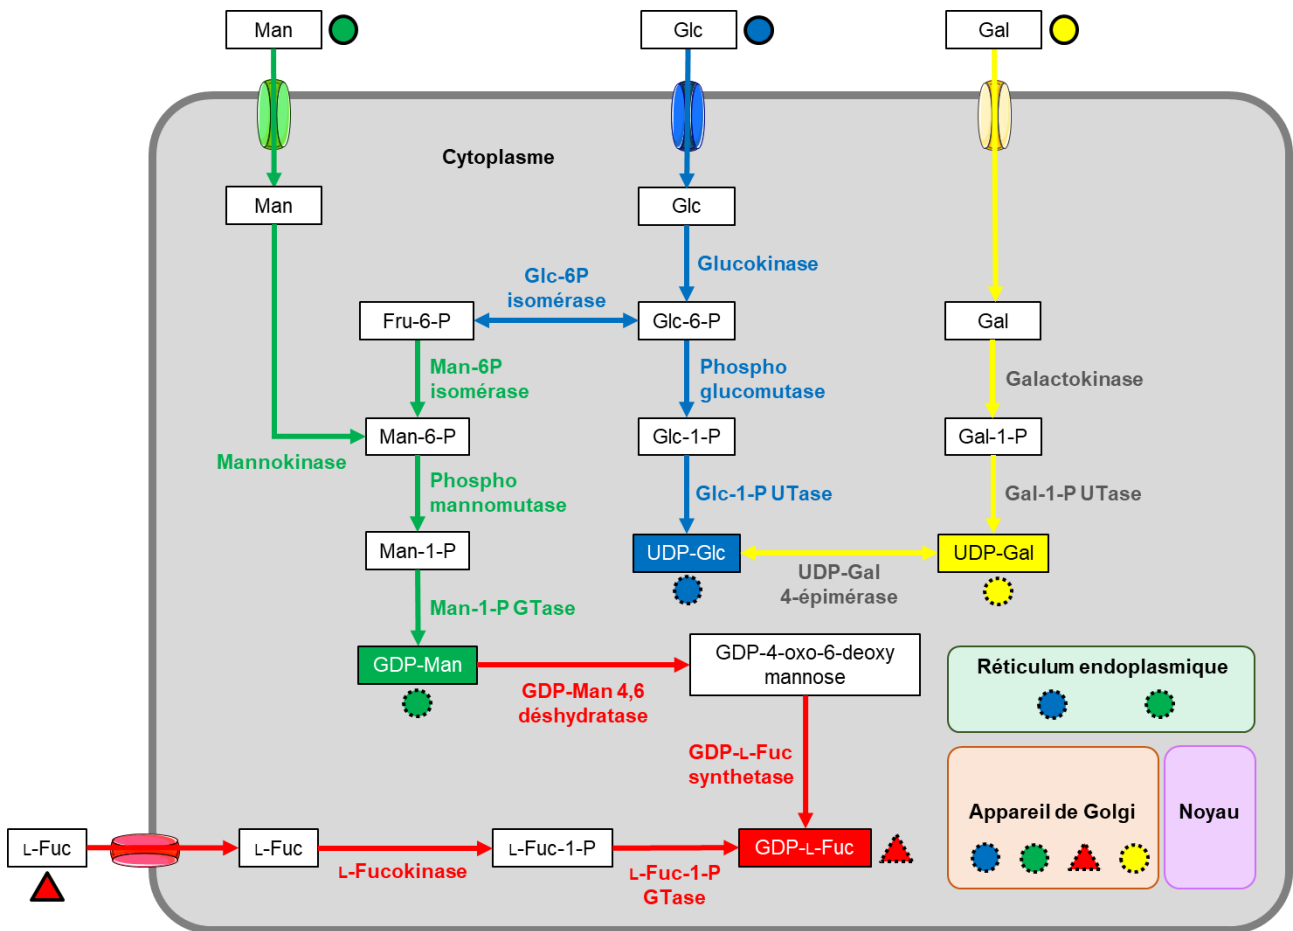 Man
Glc
Gal
Cytoplasme
Man
Glc
Glucokinase
Glc-6P
isomérase
Fru-6-P
Glc-6-P
Gal
Man-6P
isomérase
Phospho
glucomutase
Galactokinase
Man-6-P
Glc-1-P
Gal-1-P
Mannokinase
Phospho
mannomutase
Glc-1-P UTase
Gal-1-P UTase
Man-1-P
UDP-Glc
UDP-Gal
UDP-Gal
4-épimérase
Man-1-P GTase
GDP-Man
GDP-4-oxo-6-deoxy
mannose
Réticulum endoplasmique
GDP-Man 4,6
déshydratase
GDP-L-Fuc
synthetase
Appareil de Golgi
Noyau
L-Fuc
L-Fuc
L-Fuc-1-P
GDP-L-Fuc
L-Fucokinase
L-Fuc-1-P
GTase